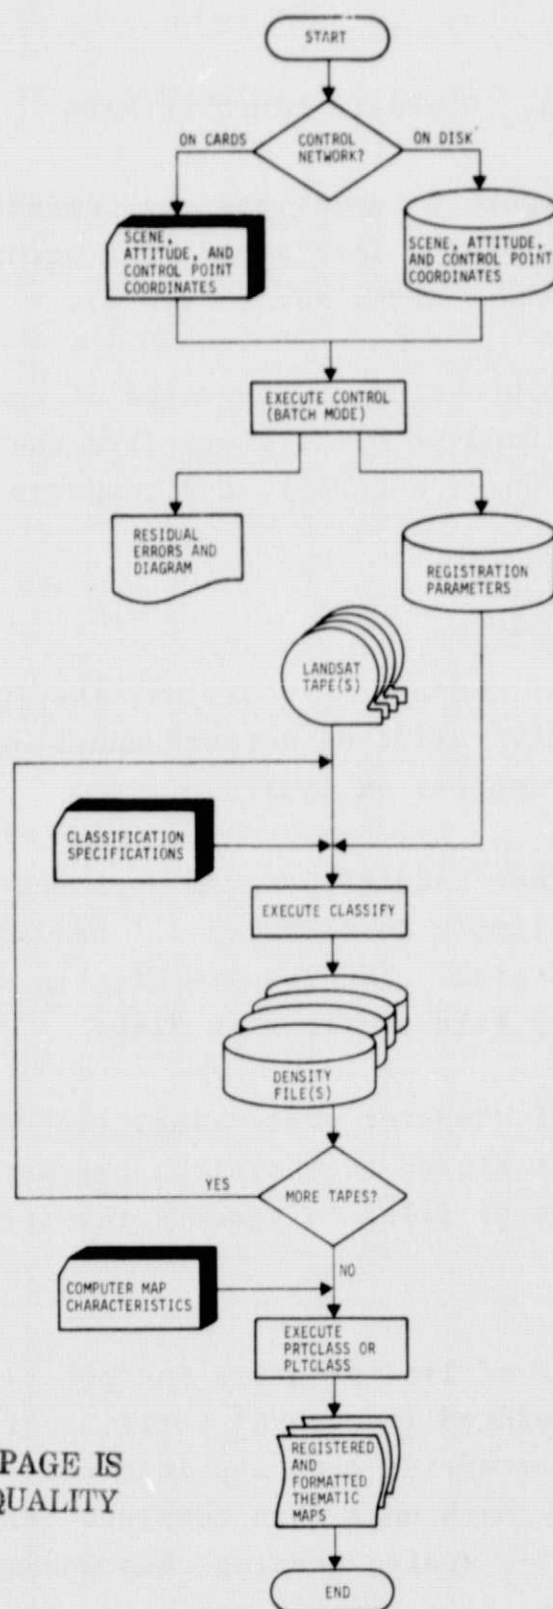 START
CONTROL
NETWORK?
ON CARDS
ON DISK
SCENE,
ATTITUDE, AND
CONTROL POINT
COORDINATES
SCENE, ATTITUDE,
AND CONTROL POINT
COORDINATES
EXECUTE CONTROL
(BATCH MODE)
RESIDUAL
ERRORS AND
DIAGRAM
REGISTRATION
PARAMETERS
LANDSAT
TAPE(S)
CLASSIFICATION
SPECIFICATIONS
EXECUTE CLASSIFY
DENSITY
FILE(S)
YES
MORE TAPES?
NO
COMPUTER MAP
CHARACTERISTICS
EXECUTE
PRTCLASS OR
PLTCLASS
REGISTERED
AND
FORMATTED
THEMATIC
MAPS
PAGE IS
QUALITY
END